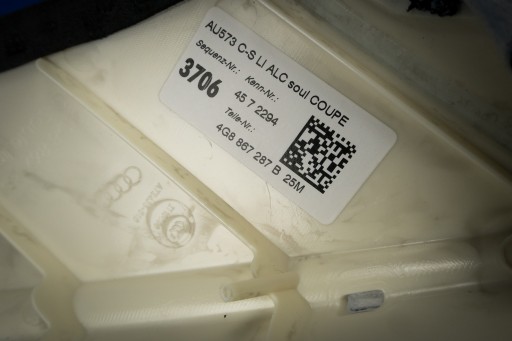 AU573 C-S LI ALC soul COUPE
Sequenz-Nr.: Kenn-Nr.:
3706 45 7 2294
Teile-Nr.:
4G8 867 287 B 25M